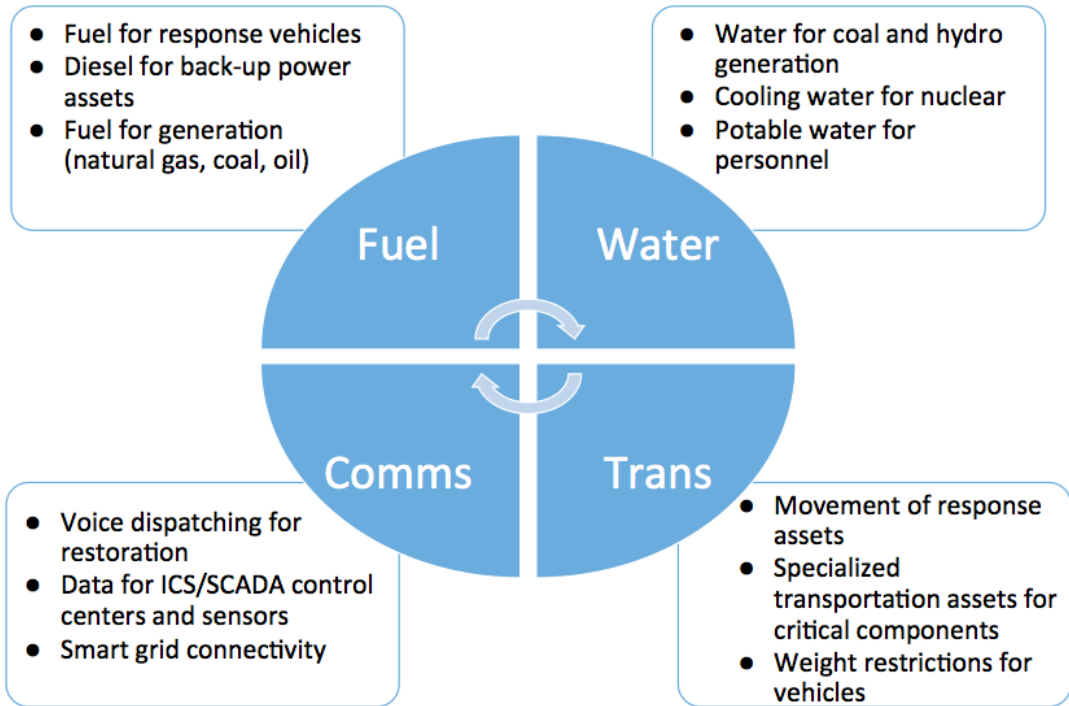 ● Fuel for response vehicles
● Diesel for back-up power
assets
● Fuel for generation
(natural gas, coal, oil)
● Water for coal and hydro
generation
● Cooling water for nuclear
● Potable water for
personnel
Fuel
Water
Comms
Trans
● Voice dispatching for
restoration
● Data for ICS/SCADA control
centers and sensors
● Smart grid connectivity
● Movement of response
assets
● Specialized
transportation assets for
critical components
● Weight restrictions for
vehicles